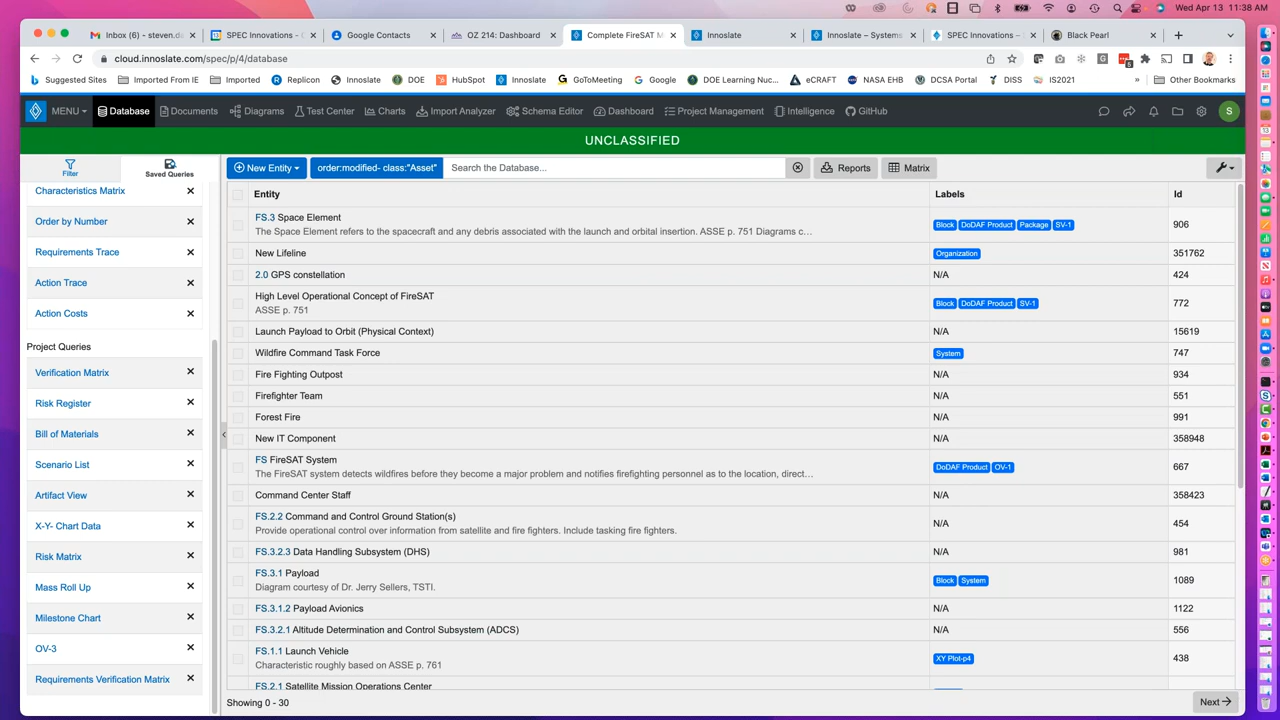 Wed Apr 13 11:38 AM
Inbox (6) – steven.da
SPEC Innovations – C
Google Contacts
OZ 214: Dashboard
Complete FireSAT M
Innoslate
Innoslate – Systems
SPEC Innovations – C
Black Pearl
cloud.innoslate.com/spec/p/4/database
Suggested Sites
Imported From IE
Imported
Replicon
Innoslate
DOE
HubSpot
Innoslate
GoToMeeting
Google
DOE Learning Nuc...
eCRAFT
NASA EHB
DCSA Portal
DISS
IS2021
»
Other Bookmarks
MENU
Database
Documents
Diagrams
Test Center
Charts
Import Analyzer
Schema Editor
Dashboard
Project Management
Intelligence
GitHub
S
UNCLASSIFIED
Filter
Saved Queries
New Entity
order:modified- class:"Asset"
Search the Database...
Reports
Matrix
Characteristics Matrix
Order by Number
Requirements Trace
Action Trace
Action Costs
Project Queries
Verification Matrix
Risk Register
Bill of Materials
Scenario List
Artifact View
X-Y- Chart Data
Risk Matrix
Mass Roll Up
Milestone Chart
OV-3
Requirements Verification Matrix
Entity Labels Id
FS.3 Space Element
The Space Element refers to the spacecraft and any debris associated with the launch and orbital insertion. ASSE p. 751 Diagrams c…
Block DoDAF Product Package SV-1 906
New Lifeline Organization 351762
2.0 GPS constellation N/A 424
High Level Operational Concept of FireSAT
ASSE p. 751
Block DoDAF Product SV-1 772
Launch Payload to Orbit (Physical Context) N/A 15619
Wildfire Command Task Force System 747
Fire Fighting Outpost N/A 934
Firefighter Team N/A 551
Forest Fire N/A 991
New IT Component N/A 358948
FS FireSAT System
The FireSAT system detects wildfires before they become a major problem and notifies firefighting personnel as to the location, direct…
DoDAF Product OV-1 667
Command Center Staff N/A 358423
FS.2.2 Command and Control Ground Station(s)
Provide operational control over information from satellite and fire fighters. Include tasking fire fighters.
N/A 454
FS.3.2.3 Data Handling Subsystem (DHS) N/A 981
FS.3.1 Payload
Diagram courtesy of Dr. Jerry Sellers, TSTI.
Block System 1089
FS.3.1.2 Payload Avionics N/A 1122
FS.3.2.1 Altitude Determination and Control Subsystem (ADCS) N/A 556
FS.1.1 Launch Vehicle
Characteristic roughly based on ASSE p. 761
XY Plot-p4 438
FS.2.1 Satellite Mission Operations Center
Showing 0 - 30
Next